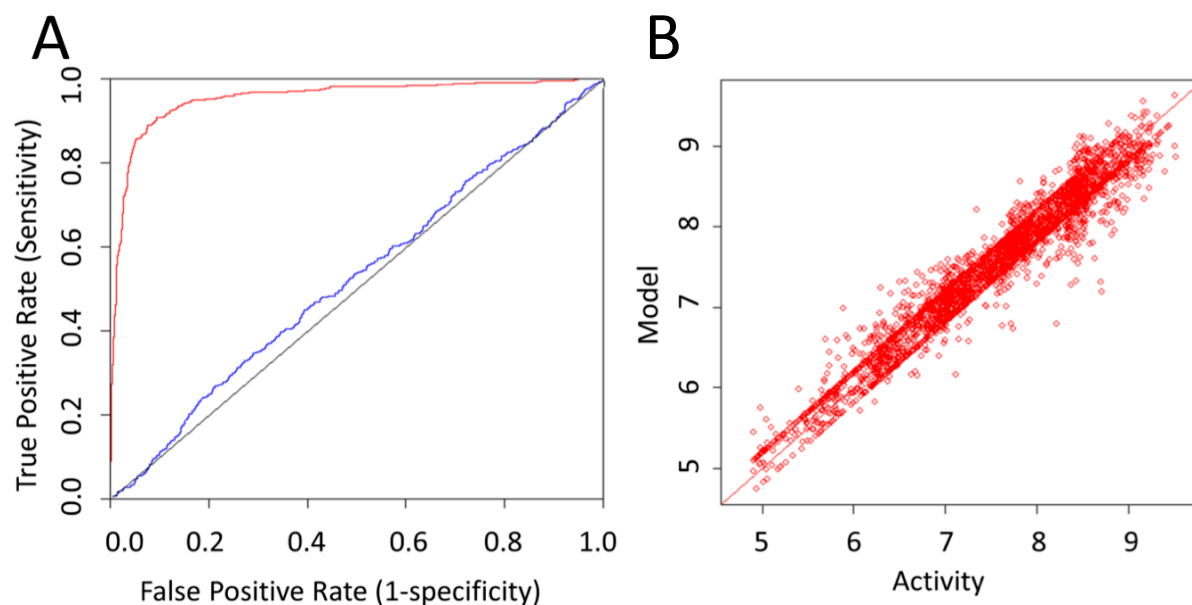 A
True Positive Rate (Sensitivity)
1.0
0.8
0.6
0.4
0.2
0.0
0.0 0.2 0.4 0.6 0.8 1.0
False Positive Rate (1-specificity)
B
Model
9
8
7
6
5
5 6 7 8 9
Activity